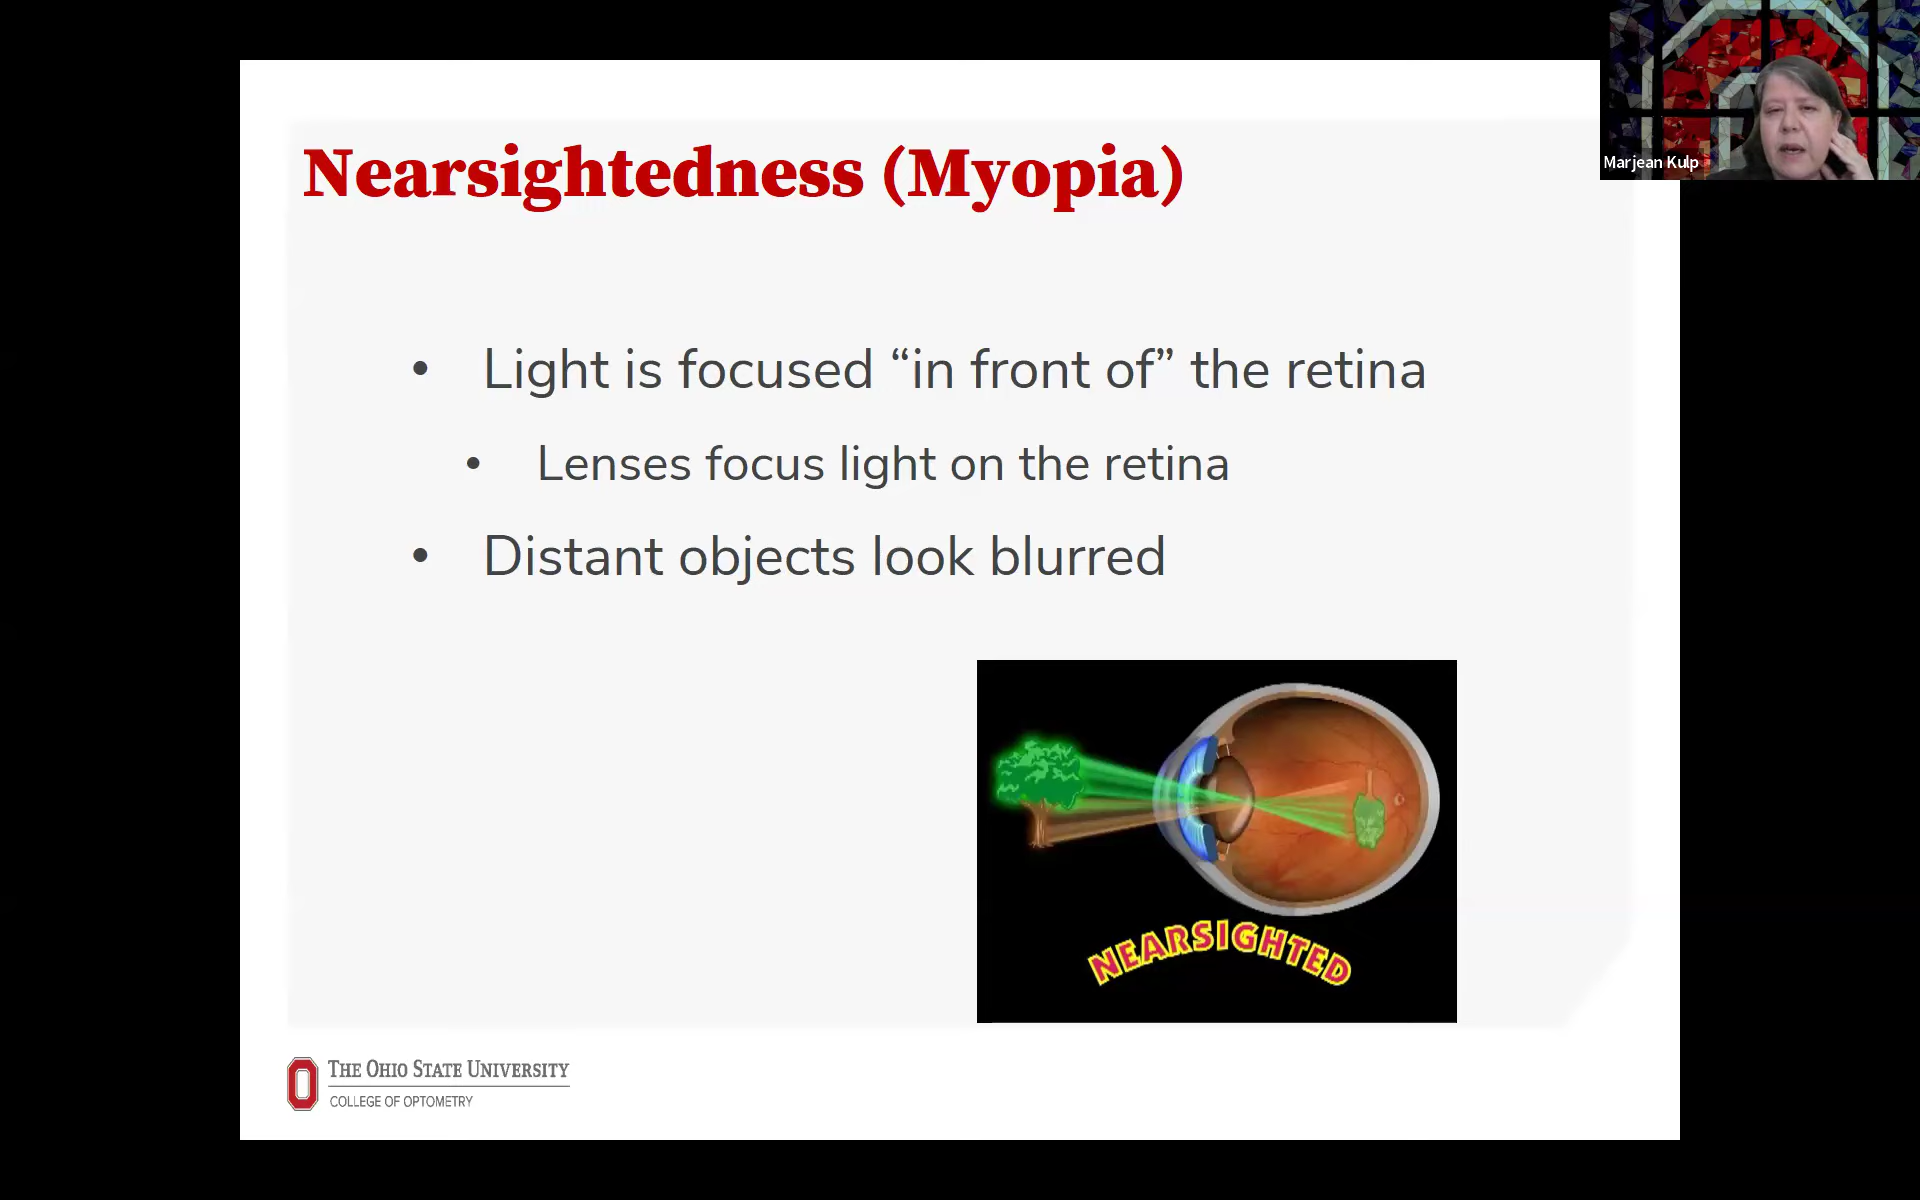 Nearsightedness (Myopia)
Marjean Kulp
• Light is focused “in front of” the retina
• Lenses focus light on the retina
• Distant objects look blurred
NEARSIGHTED
THE OHIO STATE UNIVERSITY
COLLEGE OF OPTOMETRY